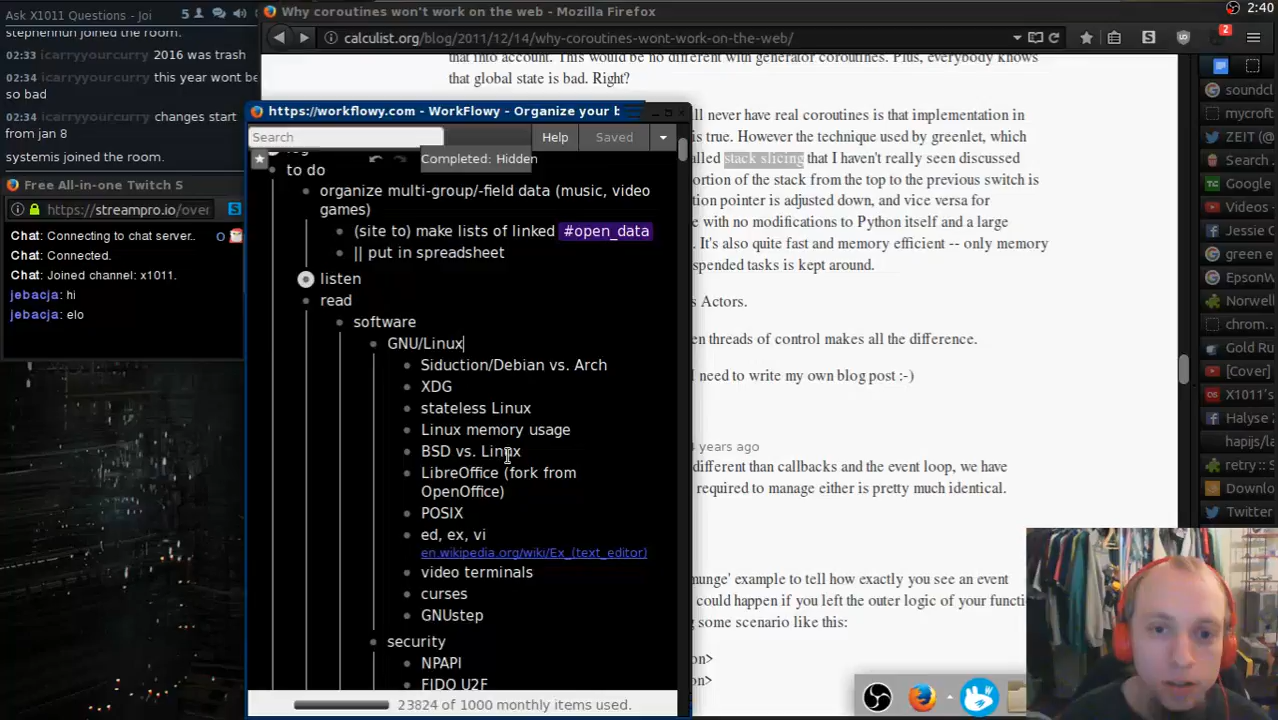 Ask X1011 Questions - Joi
5
stephenhun joined the room.
02:33 icarryyourcurry 2016 was trash
02:34 icarryyourcurry this year wont be
so bad
02:34 icarryyourcurry changes start
from jan 8
systemis joined the room.
Free All-in-one Twitch S
https://streampro.io/over
Chat: Connecting to chat server..
Chat: Connected.
Chat: Joined channel: x1011.
jebacja: hi
jebacja: elo
Why coroutines won't work on the web - Mozilla Firefox
2:40
calculist.org/blog/2011/12/14/why-coroutines-wont-work-on-the-web/
2
that into account. This would be no different with generator coroutines. Plus, everybody knows
that global state is bad. Right?
ill never have real coroutines is that implementation in
is true. However the technique used by greenlet, which
alled stack slicing that I haven't really seen discussed
ortion of the stack from the top to the previous switch is
tion pointer is adjusted down, and vice versa for
e with no modifications to Python itself and a large
. It's also quite fast and memory efficient -- only memory
spended tasks is kept around.
s Actors.
en threads of control makes all the difference.
I need to write my own blog post :-)
4 years ago
different than callbacks and the event loop, we have
required to manage either is pretty much identical.
munge' example to tell how exactly you see an event
could happen if you left the outer logic of your functi
g some scenario like this:
on>
on>
https://workflowy.com - WorkFlowy - Organize your b
Search
Help
Saved
Completed: Hidden
to do
organize multi-group/-field data (music, video
games)
(site to) make lists of linked #open_data
|| put in spreadsheet
listen
read
software
GNU/Linux
Siduction/Debian vs. Arch
XDG
stateless Linux
Linux memory usage
BSD vs. Linux
LibreOffice (fork from
OpenOffice)
POSIX
ed, ex, vi
en.wikipedia.org/wiki/Ex_(text_editor)
video terminals
curses
GNUstep
security
NPAPI
FIDO U2F
23824 of 1000 monthly items used.
soundcl
mycroft
ZEIT (@
Search
Google
Videos -
Google
green e
EpsonW
Norwell
chrom...
Gold Ru
[Cover]
X1011's
Jessie C
Halyse
hapijs/l
retry :: 
Downlo
Twitter